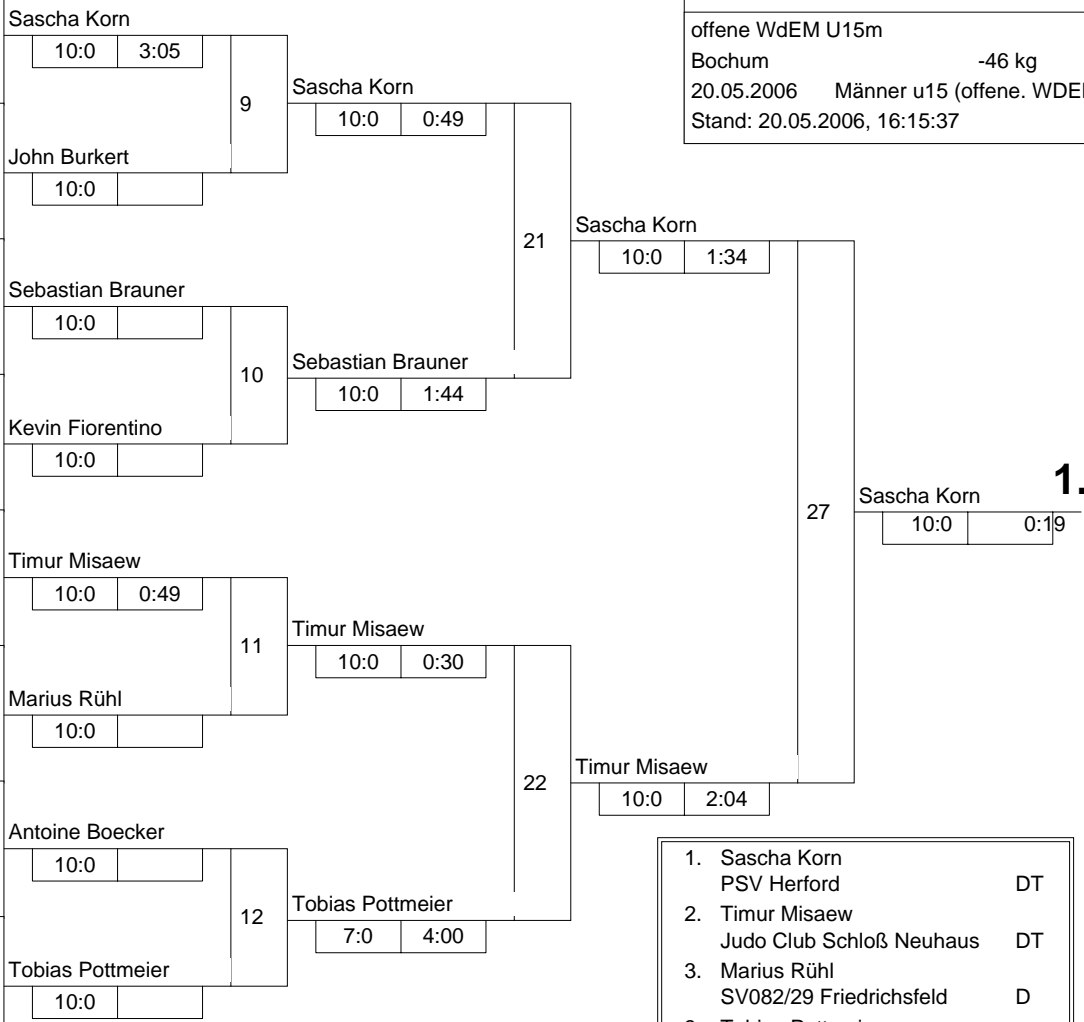 Sascha Korn
10:0 3:05
9
John Burkert
10:0
Sebastian Brauner
10:0
10
Kevin Fiorentino
10:0
Timur Misaew
10:0 0:49
11
Marius Rühl
10:0
Antoine Boecker
10:0
12
Tobias Pottmeier
10:0
Sascha Korn
10:0 0:49
21
Sebastian Brauner
10:0 1:44
Timur Misaew
10:0 0:30
22
Tobias Pottmeier
7:0 4:00
Sascha Korn
10:0 1:34
27
Timur Misaew
10:0 2:04
Sascha Korn 1.
10:0 0:19
offene WdEM U15m
Bochum -46 kg
20.05.2006 Männer u15 (offene. WDE
Stand: 20.05.2006, 16:15:37
1. Sascha Korn
PSV Herford DT
2. Timur Misaew
Judo Club Schloß Neuhaus DT
3. Marius Rühl
SV082/29 Friedrichsfeld D